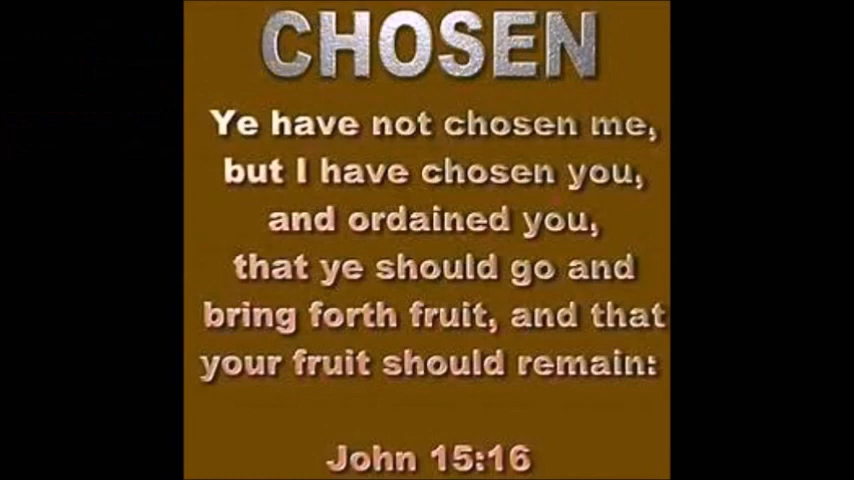 CHOSEN
Ye have not chosen me,
but I have chosen you,
and ordained you,
that ye should go and
bring forth fruit, and that
your fruit should remain:
John 15:16